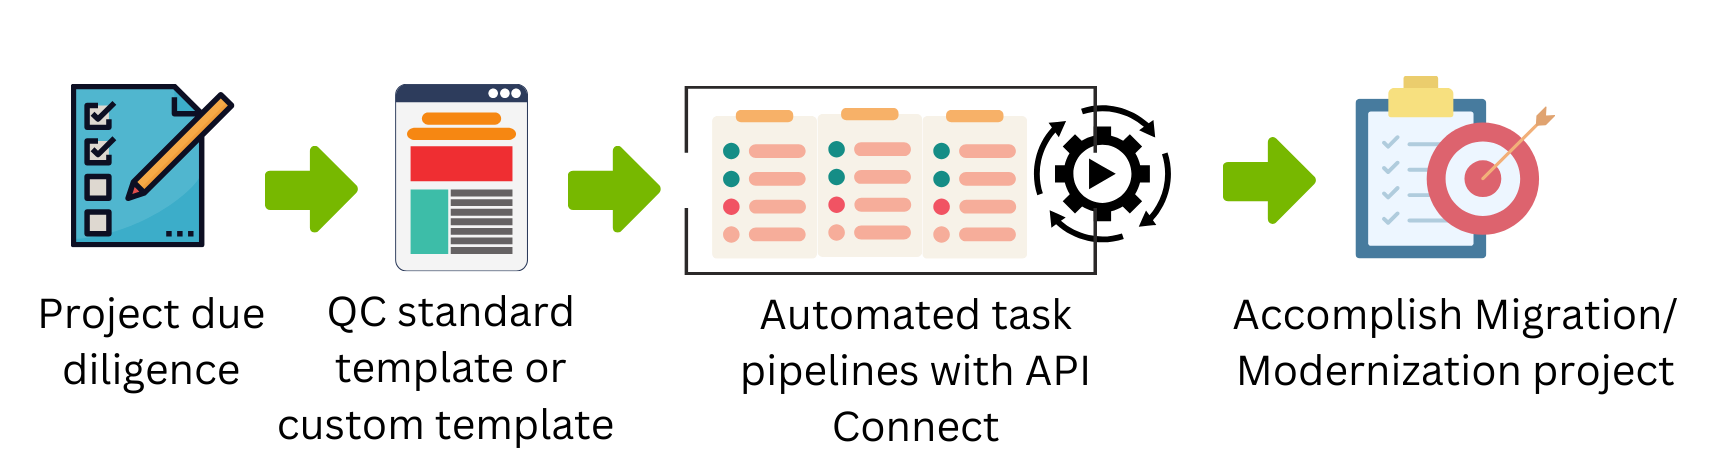 Project due
diligence
QC standard
template or
custom template
Automated task
pipelines with API
Connect
Accomplish Migration/
Modernization project